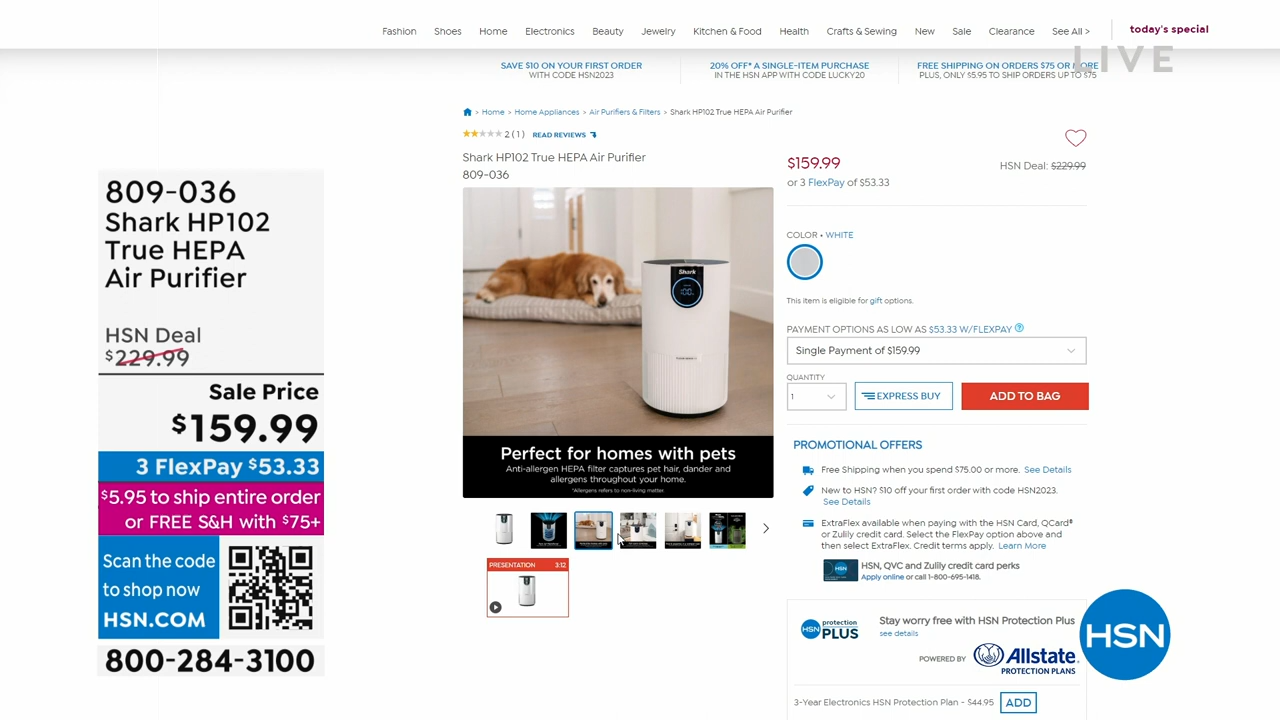 Fashion Shoes Home Electronics Beauty Jewelry Kitchen & Food Health Crafts & Sewing New Sale Clearance See All > today's special
LIVE
SAVE $10 ON YOUR FIRST ORDER
WITH CODE HSN2023
20% OFF* A SINGLE-ITEM PURCHASE
IN THE HSN APP WITH CODE LUCKY20
FREE SHIPPING ON ORDERS $75 OR MORE
PLUS, ONLY $5.95 TO SHIP ORDERS UP TO $75
> Home > Home Appliances > Air Purifiers & Filters > Shark HP102 True HEPA Air Purifier
2 (1) READ REVIEWS
Shark HP102 True HEPA Air Purifier
809-036
$159.99
HSN Deal: $229.99
or 3 FlexPay of $53.33
809-036
Shark HP102
True HEPA
Air Purifier
HSN Deal
$229.99
Sale Price
$159.99
3 FlexPay $53.33
$5.95 to ship entire order
or FREE S&H with $75+
Scan the code
to shop now
HSN.COM
800-284-3100
Shark
Perfect for homes with pets
Anti-allergen HEPA filter captures pet hair, dander and
allergens throughout your home.
*Allergens refers to non-living matter.
PRESENTATION 3:12
COLOR • WHITE
This item is eligible for gift options.
PAYMENT OPTIONS AS LOW AS $53.33 W/FLEXPAY ?
Single Payment of $159.99
QUANTITY
1
EXPRESS BUY
ADD TO BAG
PROMOTIONAL OFFERS
Free Shipping when you spend $75.00 or more. See Details
New to HSN? $10 off your first order with code HSN2023.
See Details
ExtraFlex available when paying with the HSN Card, QCard®
or Zulily credit card. Select the FlexPay option above and
then select ExtraFlex. Credit terms apply. Learn More
HSN
HSN, QVC and Zulily credit card perks
Apply online or call 1-800-695-1418.
HSN protection
PLUS
Stay worry free with HSN Protection Plus
see details
POWERED BY Allstate.
PROTECTION PLANS
HSN
3-Year Electronics HSN Protection Plan - $44.95 ADD